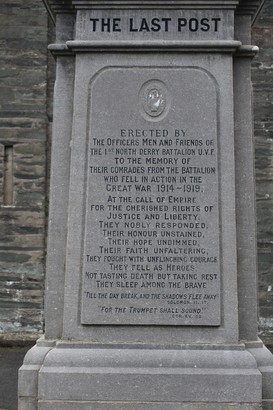 THE LAST POST
ERECTED BY
THE OFFICERS MEN AND FRIENDS OF
THE 1ST NORTH DERRY BATTALION U.V.F.
TO THE MEMORY OF
THEIR COMRADES FROM THE BATTALION
WHO FELL IN ACTION IN THE
GREAT WAR 1914-1919.
AT THE CALL OF EMPIRE
FOR THE CHERISHED RIGHTS OF
JUSTICE AND LIBERTY,
THEY NOBLY RESPONDED,
THEIR HONOUR UNSTAINED,
THEIR HOPE UNDIMMED,
THEIR FAITH UNFALTERING,
THEY FOUGHT WITH UNFLINCHING COURAGE
THEY FELL AS HEROES
NOT TASTING DEATH BUT TAKING REST
THEY SLEEP AMONG THE BRAVE
"TILL THE DAY BREAK, AND THE SHADOWS FLEE AWAY"
"FOR THE TRUMPET SHALL SOUND."